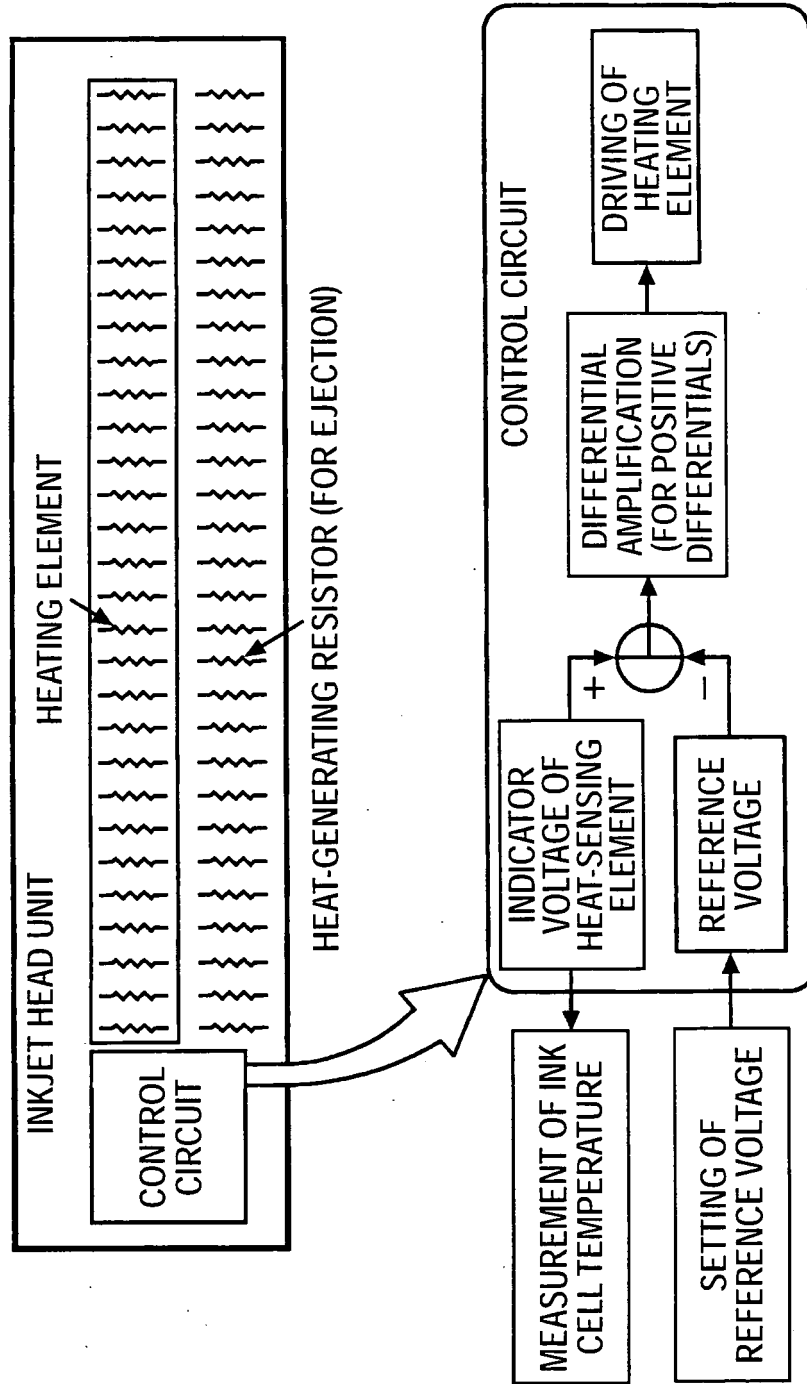 INKJET HEAD UNIT
HEATING ELEMENT
CONTROL
CIRCUIT
HEAT-GENERATING RESISTOR (FOR EJECTION)
CONTROL CIRCUIT
MEASUREMENT OF INK
CELL TEMPERATURE
INDICATOR
VOLTAGE OF
HEAT-SENSING
ELEMENT
+
−
DIFFERENTIAL
AMPLIFICATION
(FOR POSITIVE
DIFFERENTIALS)
DRIVING OF
HEATING
ELEMENT
SETTING OF
REFERENCE VOLTAGE
REFERENCE
VOLTAGE